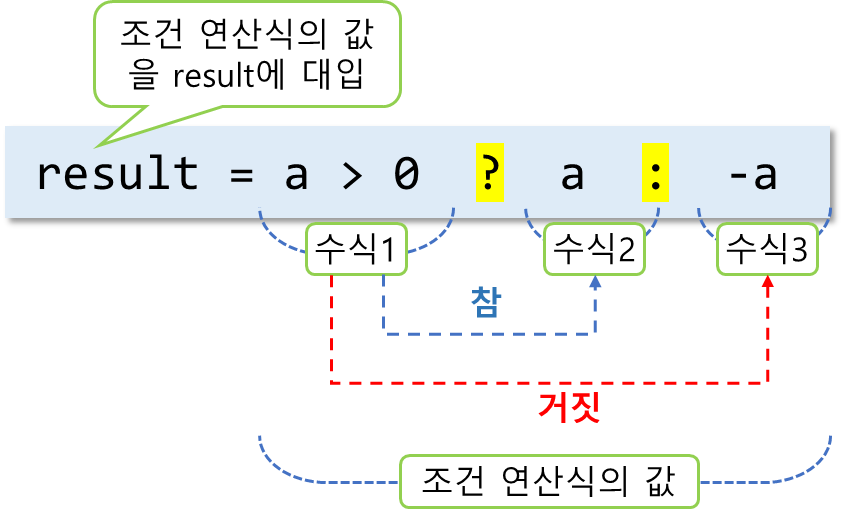 조건 연산식의 값
을 result에 대입
result = a > 0 ? a : -a
수식1 수식2 수식3
참
거짓
조건 연산식의 값